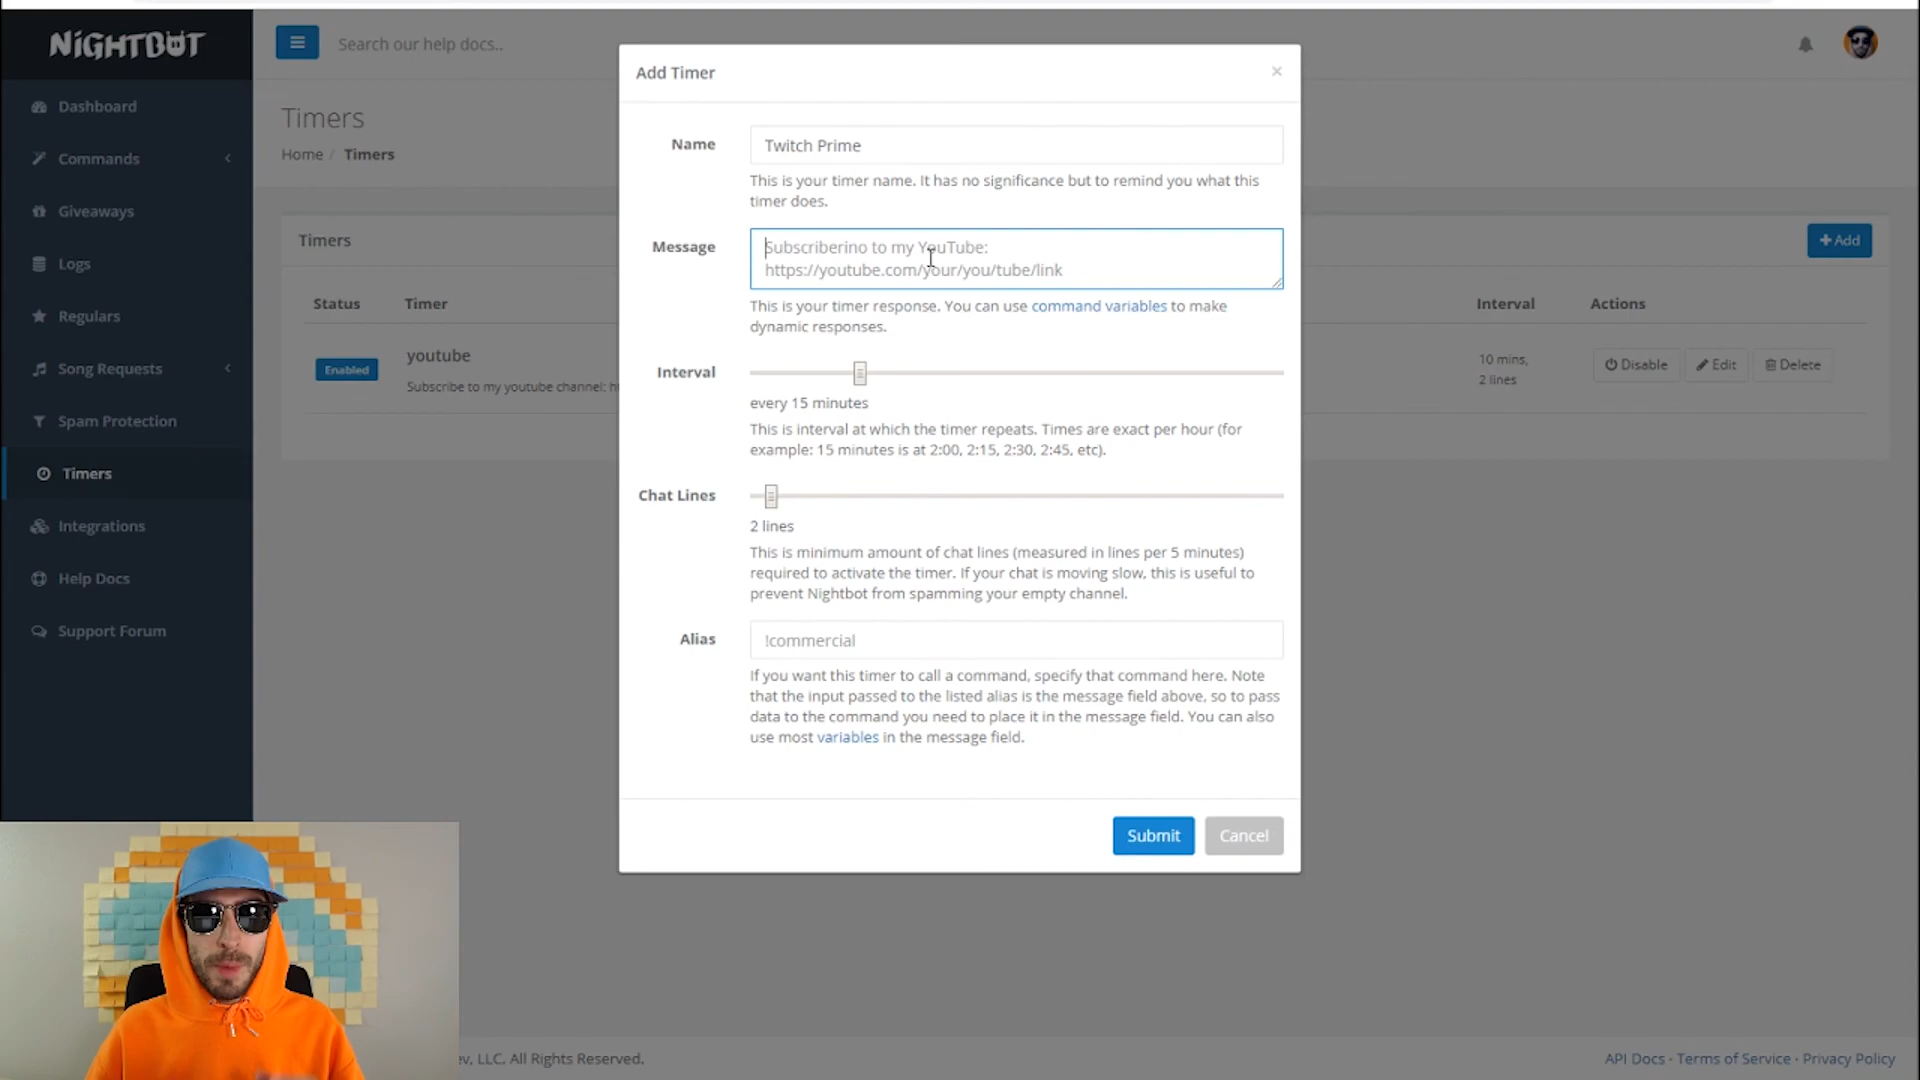 NiGHTBOT
Search our help docs..
Dashboard
Commands
Giveaways
Logs
Regulars
Song Requests
Spam Protection
Timers
Integrations
Help Docs
Support Forum
Timers
Home / Timers
Timers
+ Add
Status Timer Interval Actions
Enabled
youtube
Subscribe to my youtube channel:
10 mins,
2 lines
Disable Edit Delete
Add Timer
×
Name
Twitch Prime
This is your timer name. It has no significance but to remind you what this
timer does.
Message
Subscriberino to my YouTube:
https://youtube.com/your/you/tube/link
This is your timer response. You can use command variables to make
dynamic responses.
Interval
every 15 minutes
This is interval at which the timer repeats. Times are exact per hour (for
example: 15 minutes is at 2:00, 2:15, 2:30, 2:45, etc).
Chat Lines
2 lines
This is minimum amount of chat lines (measured in lines per 5 minutes)
required to activate the timer. If your chat is moving slow, this is useful to
prevent Nightbot from spamming your empty channel.
Alias
!commercial
If you want this timer to call a command, specify that command here. Note
that the input passed to the listed alias is the message field above, so to pass
data to the command you need to place it in the message field. You can also
use most variables in the message field.
Submit Cancel
LLC. All Rights Reserved.
API Docs · Terms of Service · Privacy Policy